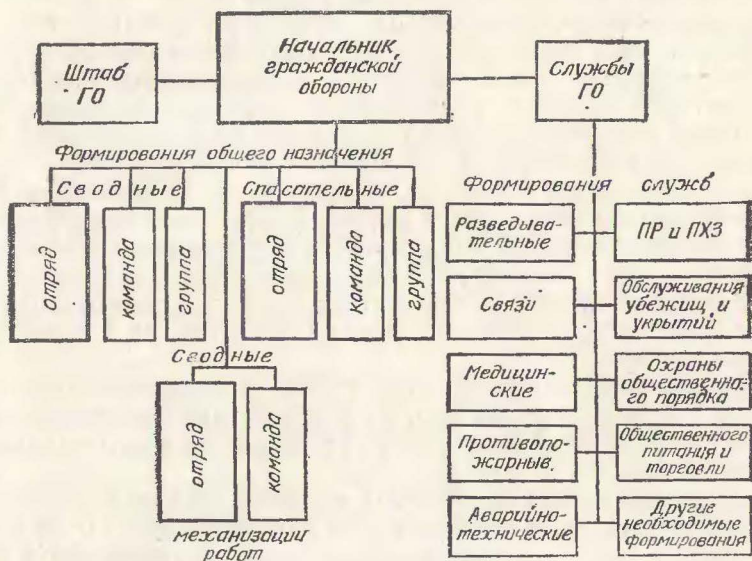 Штаб
ГО
Начальник
гражданской
обороны
Службы
ГО
Формирования общего назначения
Сводные
Спасательные
отряд
команда
группа
отряд
команда
группа
Сводные
отряд
команда
механизации
работ
Формирования служб
Разведыва-
тельные
ПР и ПХЗ
Связи
Обслуживания
убежищ и
укрытий
Медицин-
ские
Охраны
общественно-
го порядка
Противопо-
жарные
Общественного
питания и
торговли
Аварийно-
технические
Другие
необходимые
формирования